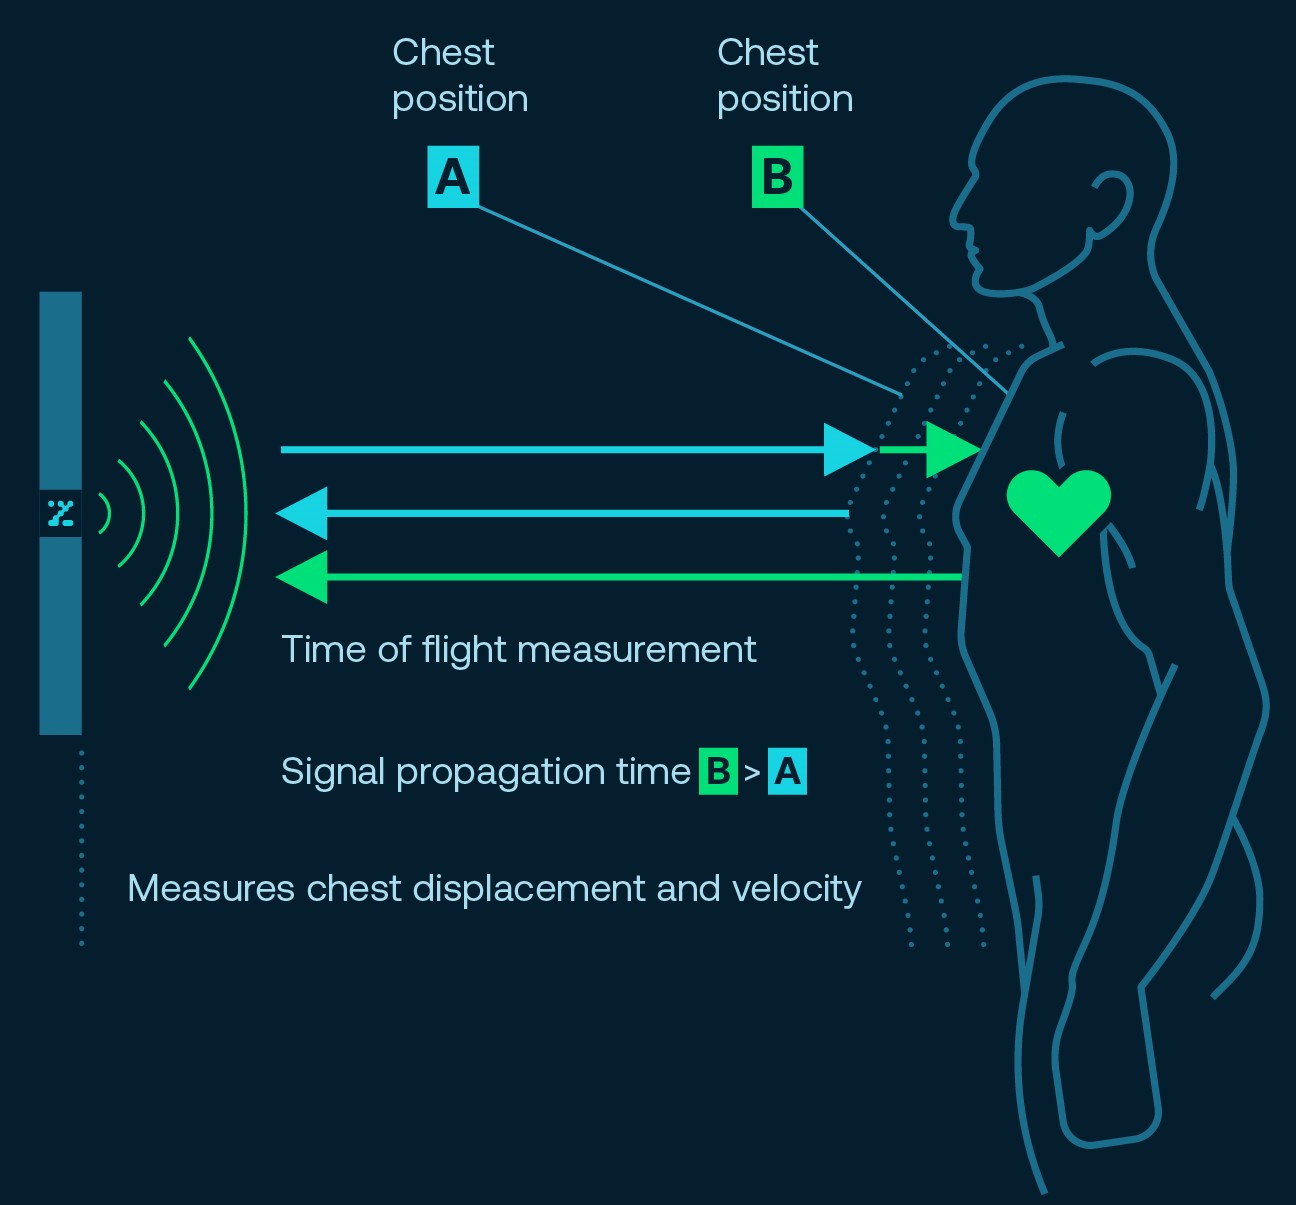 Chest
position
A
Chest
position
B
Time of flight measurement
Signal propagation time B > A
Measures chest displacement and velocity